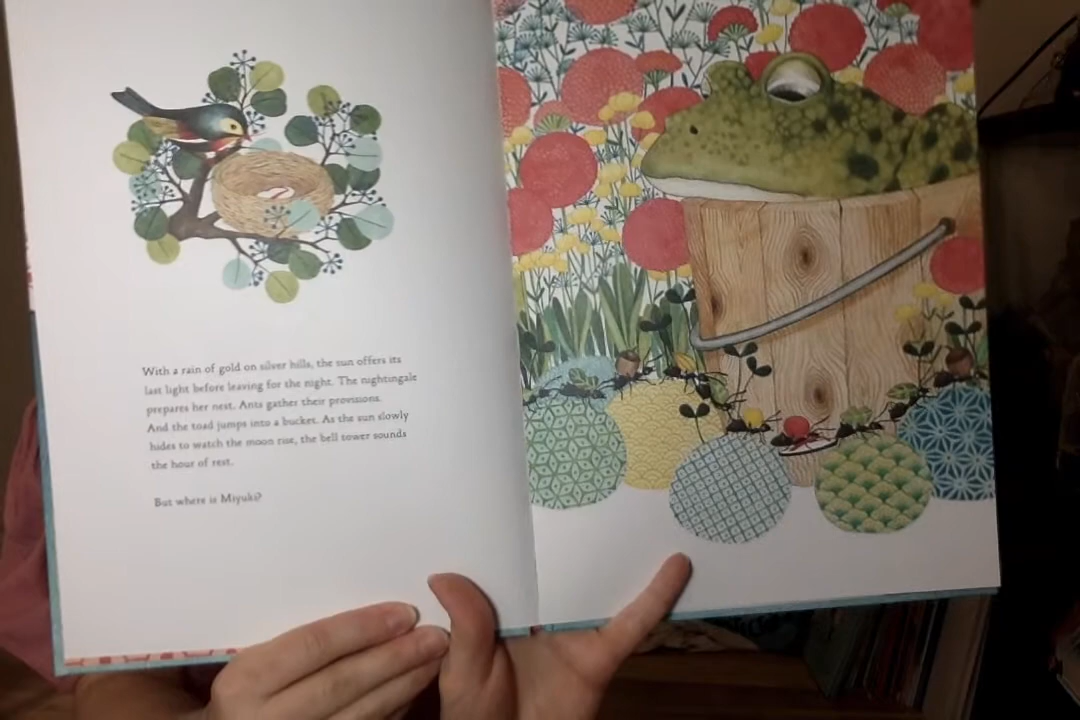 With a rain of gold on silver hills, the sun offers its
last light before leaving for the night. The nightingale
prepares her nest. Ants gather their provisions.
And the toad jumps into a bucket. As the sun slowly
hides to watch the moon rise, the bell tower sounds
the hour of rest.
But where is Miyuki?